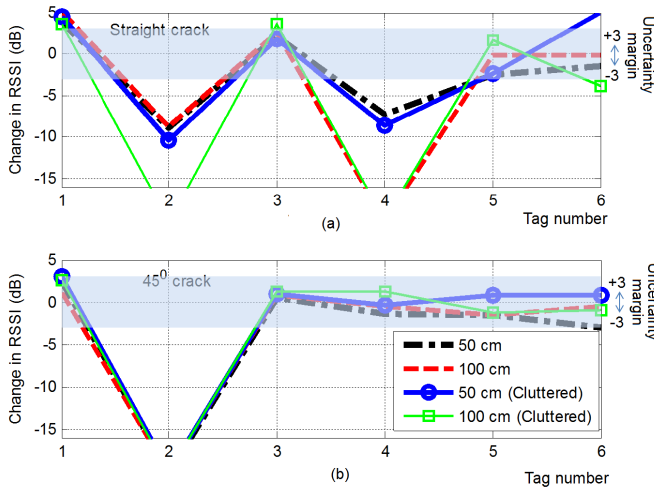 Straight crack
Change in RSSI (dB)
5
0
-5
-10
-15
1
2
3
4
5
6
+3
-3
Uncertainty
margin
(a)
Tag number
45⁰ crack
Change in RSSI (dB)
5
0
-5
-10
-15
1
2
3
4
5
6
+3
-3
Uncertainty
margin
50 cm
100 cm
50 cm (Cluttered)
100 cm (Cluttered)
(b)
Tag number